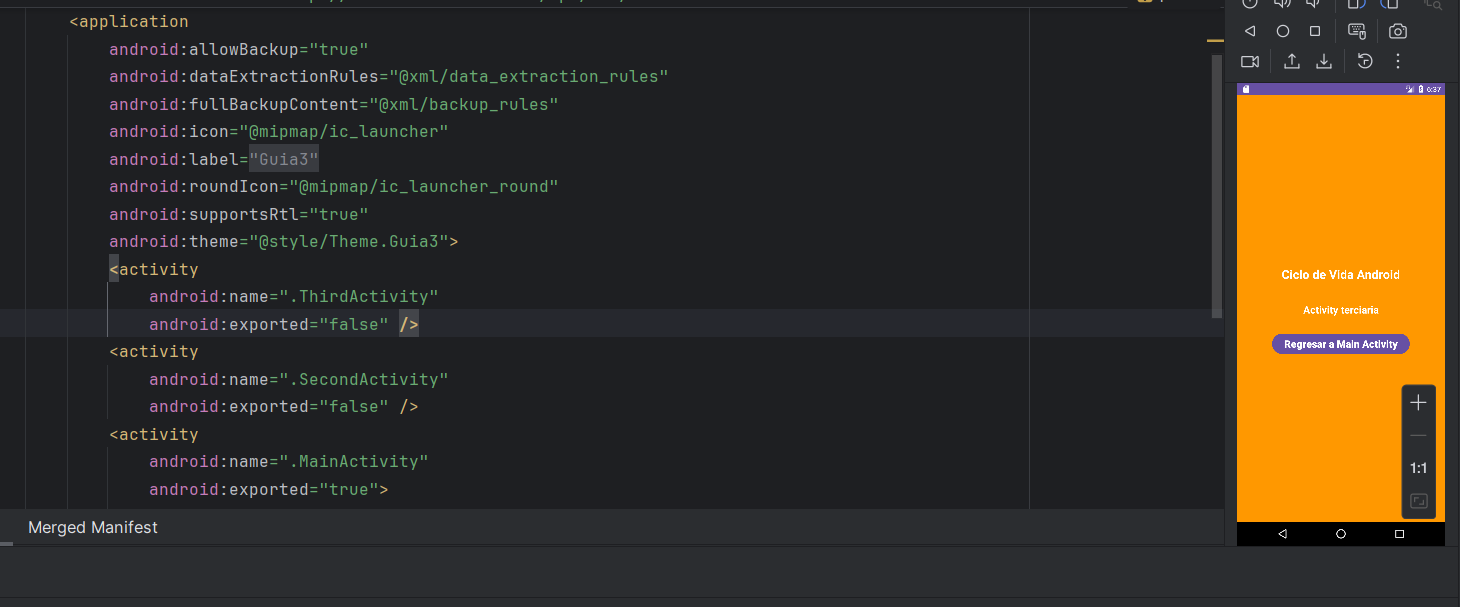 <application
android:allowBackup="true"
android:dataExtractionRules="@xml/data_extraction_rules"
android:fullBackupContent="@xml/backup_rules"
android:icon="@mipmap/ic_launcher"
android:label="Guia3"
android:roundIcon="@mipmap/ic_launcher_round"
android:supportsRtl="true"
android:theme="@style/Theme.Guia3">
<activity
android:name=".ThirdActivity"
android:exported="false" />
<activity
android:name=".SecondActivity"
android:exported="false" />
<activity
android:name=".MainActivity"
android:exported="true">
Merged Manifest
6:37
Ciclo de Vida Android
Activity terciaria
Regresar a Main Activity
1:1